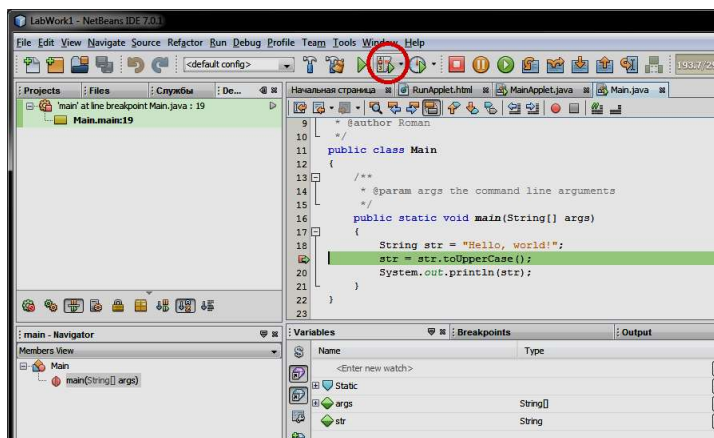 LabWork1 - NetBeans IDE 7.0.1
File Edit View Navigate Source Refactor Run Debug Profile Team Tools Window Help
<default config>
Projects Files Службы De...
Начальная страница RunApplet.html MainApplet.java Main.java
'main' at line breakpoint Main.java : 19
Main.main:19
9 * @author Roman
10 */
11 public class Main
12 {
13 /**
14 * @param args the command line arguments
15 */
16 public static void main(String[] args)
17 {
18 String str = "Hello, world!";
str = str.toUpperCase();
20 System.out.println(str);
21 }
22 }
23
main - Navigator
Members View
Main
main(String[] args)
Variables Breakpoints Output
Name Type
<Enter new watch>
Static
args String[]
str String